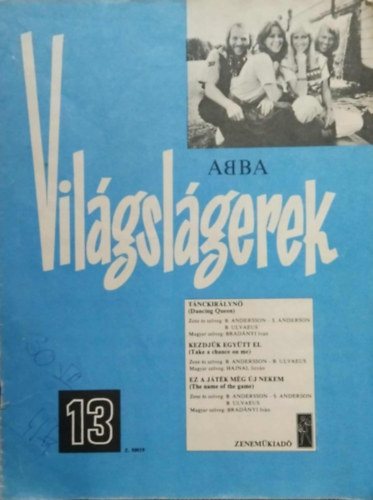 ABBA
Világslágerek
TÁNCKIRÁLYNŐ
(Dancing Queen)
Zene és szöveg: B. ANDERSSON - S. ANDERSON
B. ULVAEUS
Magyar szöveg: BRADÁNYI Iván
KEZDJÜK EGYÜTT EL
(Take a chance on me)
Zene és szöveg: B. ANDERSSON - B. ULVAEUS
Magyar szöveg: HAJNAL István
EZ A JÁTÉK MÉG ÚJ NEKEM
(The name of the game)
Zene és szöveg: B. ANDERSSON - S. ANDERSON
B. ULVAEUS
Magyar szöveg: BRADÁNYI Iván
ZENEMŰKIADÓ
13